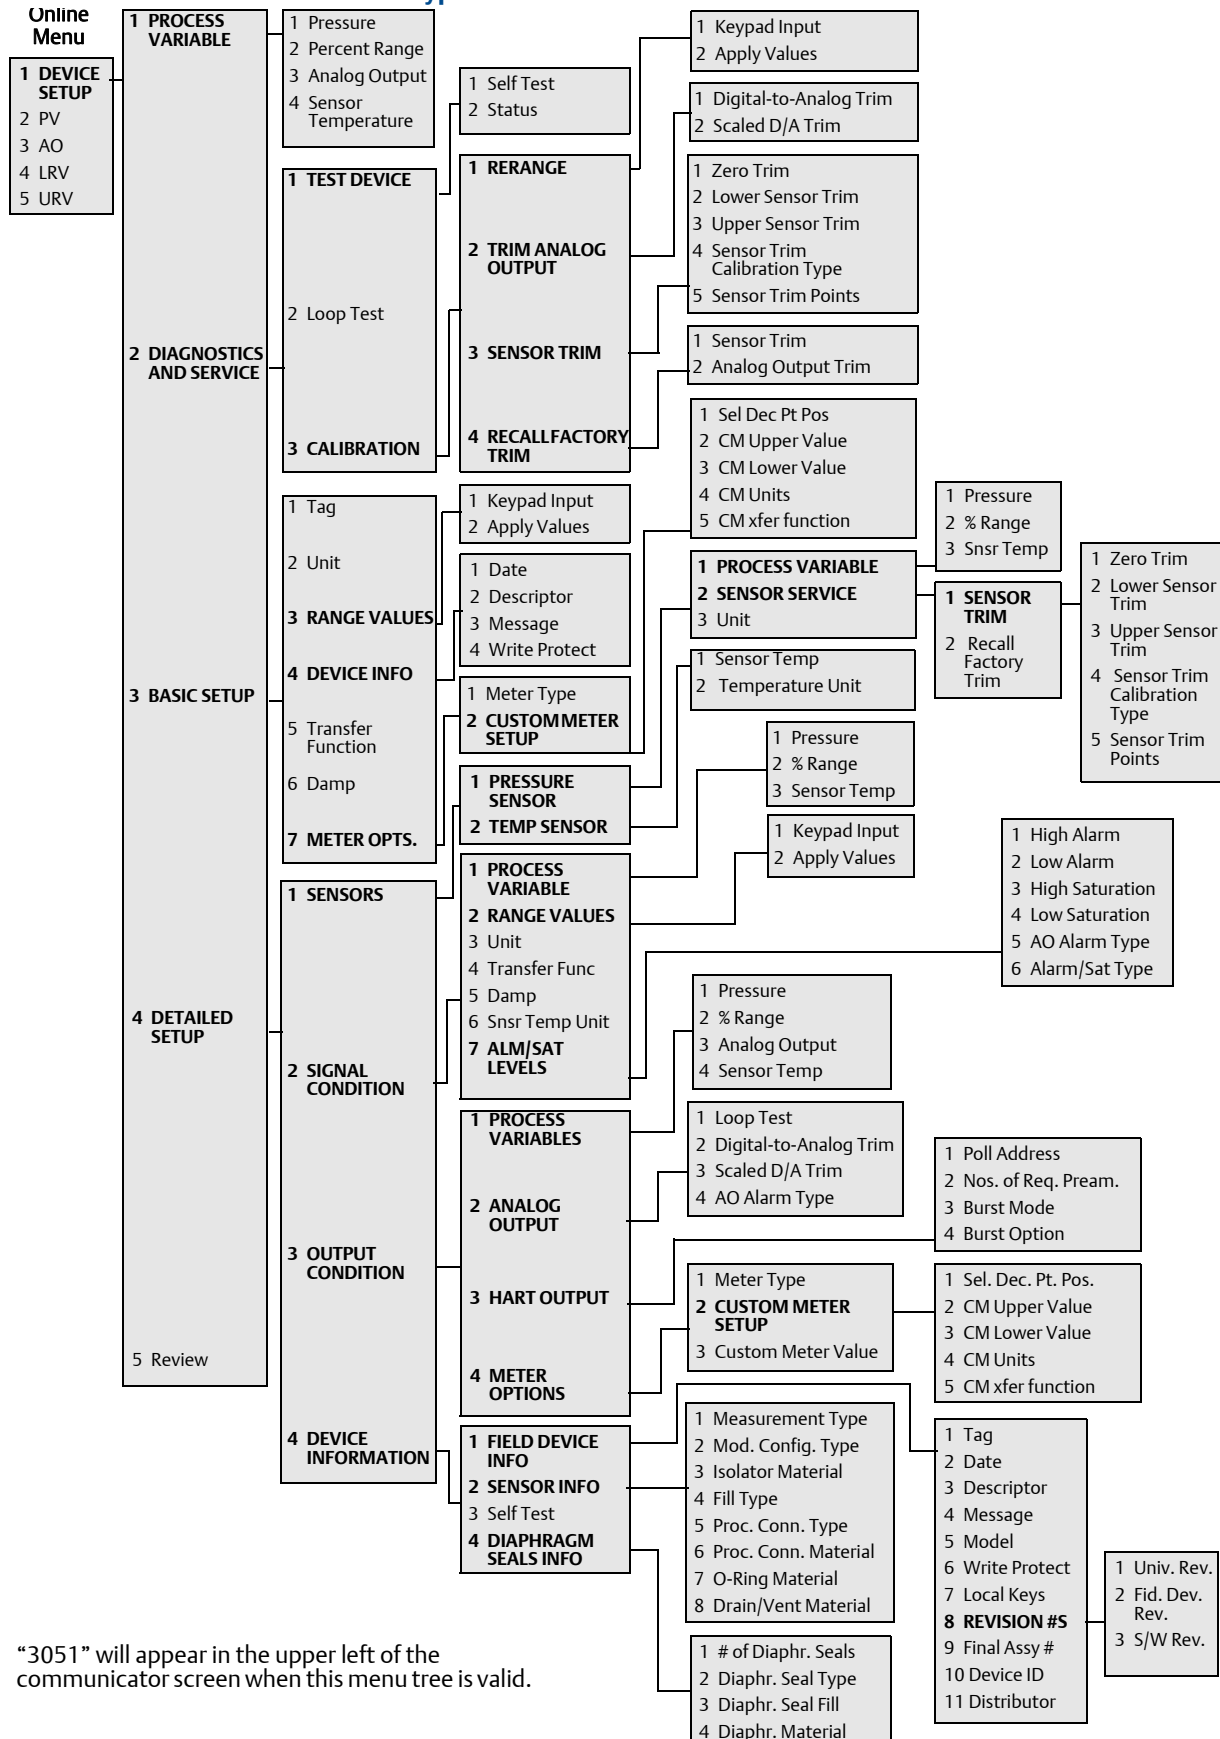 Online
Menu
1 DEVICE
SETUP
2 PV
3 AO
4 LRV
5 URV
1 PROCESS
VARIABLE
2 DIAGNOSTICS
AND SERVICE
3 BASIC SETUP
4 DETAILED
SETUP
5 Review
1 Pressure
2 Percent Range
3 Analog Output
4 Sensor
Temperature
1 TEST DEVICE
2 Loop Test
3 CALIBRATION
1 Self Test
2 Status
1 RERANGE
2 TRIM ANALOG
OUTPUT
3 SENSOR TRIM
4 RECALL FACTORY
TRIM
1 Keypad Input
2 Apply Values
1 Digital-to-Analog Trim
2 Scaled D/A Trim
1 Zero Trim
2 Lower Sensor Trim
3 Upper Sensor Trim
4 Sensor Trim
Calibration Type
5 Sensor Trim Points
1 Sensor Trim
2 Analog Output Trim
1 Tag
2 Unit
3 RANGE VALUES
4 DEVICE INFO
5 Transfer
Function
6 Damp
7 METER OPTS.
1 Keypad Input
2 Apply Values
1 Date
2 Descriptor
3 Message
4 Write Protect
1 Meter Type
2 CUSTOM METER
SETUP
1 Sel Dec Pt Pos
2 CM Upper Value
3 CM Lower Value
4 CM Units
5 CM xfer function
1 SENSORS
2 SIGNAL
CONDITION
3 OUTPUT
CONDITION
4 DEVICE
INFORMATION
1 PRESSURE
SENSOR
2 TEMP SENSOR
1 PROCESS VARIABLE
2 SENSOR SERVICE
3 Unit
1 Pressure
2 % Range
3 Snsr Temp
1 SENSOR
TRIM
2 Recall
Factory
Trim
1 Zero Trim
2 Lower Sensor
Trim
3 Upper Sensor
Trim
4 Sensor Trim
Calibration
Type
5 Sensor Trim
Points
1 Sensor Temp
2 Temperature Unit
1 PROCESS
VARIABLE
2 RANGE VALUES
3 Unit
4 Transfer Func
5 Damp
6 Snsr Temp Unit
7 ALM/SAT
LEVELS
1 Pressure
2 % Range
3 Sensor Temp
1 Keypad Input
2 Apply Values
1 High Alarm
2 Low Alarm
3 High Saturation
4 Low Saturation
5 AO Alarm Type
6 Alarm/Sat Type
1 PROCESS
VARIABLES
2 ANALOG
OUTPUT
3 HART OUTPUT
4 METER
OPTIONS
1 Pressure
2 % Range
3 Analog Output
4 Sensor Temp
1 Loop Test
2 Digital-to-Analog Trim
3 Scaled D/A Trim
4 AO Alarm Type
1 Poll Address
2 Nos. of Req. Pream.
3 Burst Mode
4 Burst Option
1 Meter Type
2 CUSTOM METER
SETUP
3 Custom Meter Value
1 Sel. Dec. Pt. Pos.
2 CM Upper Value
3 CM Lower Value
4 CM Units
5 CM xfer function
1 FIELD DEVICE
INFO
2 SENSOR INFO
3 Self Test
4 DIAPHRAGM
SEALS INFO
1 Measurement Type
2 Mod. Config. Type
3 Isolator Material
4 Fill Type
5 Proc. Conn. Type
6 Proc. Conn. Material
7 O-Ring Material
8 Drain/Vent Material
1 Tag
2 Date
3 Descriptor
4 Message
5 Model
6 Write Protect
7 Local Keys
8 REVISION #S
9 Final Assy #
10 Device ID
11 Distributor
1 Univ. Rev.
2 Fid. Dev.
Rev.
3 S/W Rev.
1 # of Diaphr. Seals
2 Diaphr. Seal Type
3 Diaphr. Seal Fill
4 Diaphr. Material
“3051” will appear in the upper left of the
communicator screen when this menu tree is valid.